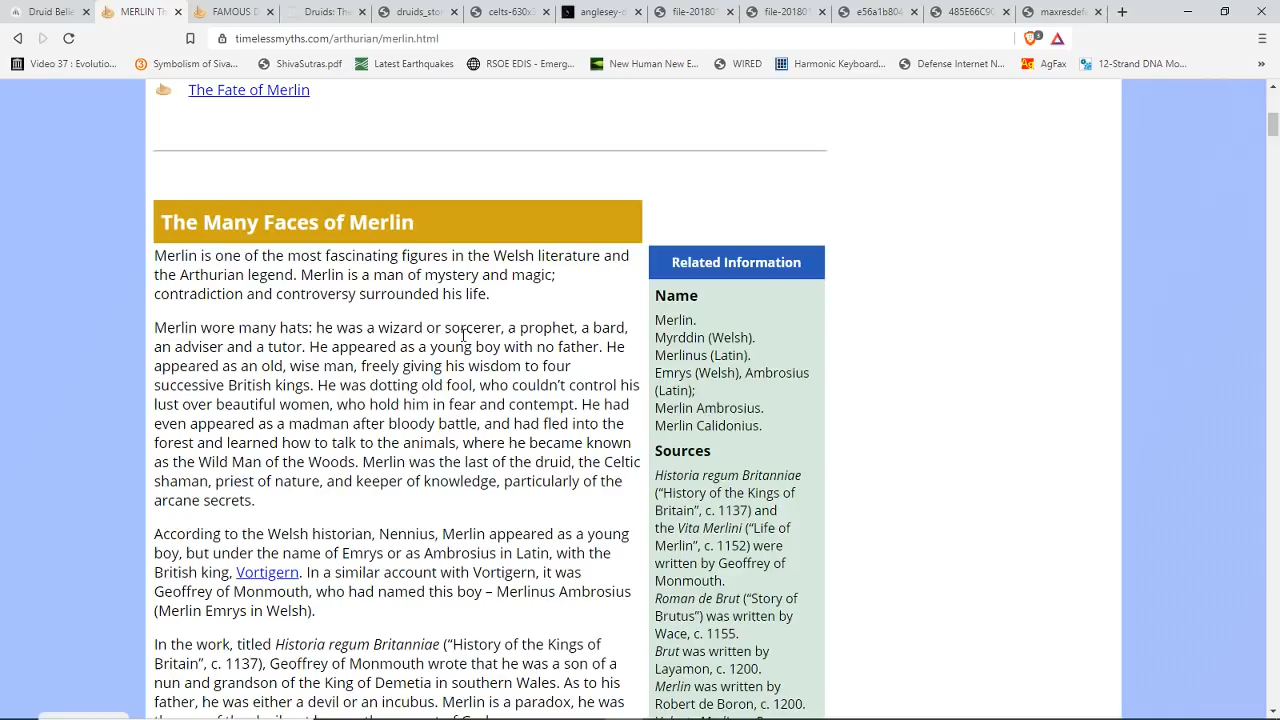 Druid Belie
MERLIN Th
FAMOUS D
Druids: The
druids_stor
celts-630x3
anglesey-d
file-201801
file-201801
e56a1b804
485E66C90
maxresdef
timelessmyths.com/arthurian/merlin.html
Video 37 : Evolutio...
Symbolism of Siva...
ShivaSutras.pdf
Latest Earthquakes
RSOE EDIS - Emerg...
New Human New E...
WIRED
Harmonic Keyboard...
Defense Internet N...
AgFax
12-Strand DNA Mo...
The Fate of Merlin
The Many Faces of Merlin
Merlin is one of the most fascinating figures in the Welsh literature and
the Arthurian legend. Merlin is a man of mystery and magic;
contradiction and controversy surrounded his life.
Merlin wore many hats: he was a wizard or sorcerer, a prophet, a bard,
an adviser and a tutor. He appeared as a young boy with no father. He
appeared as an old, wise man, freely giving his wisdom to four
successive British kings. He was dotting old fool, who couldn't control his
lust over beautiful women, who hold him in fear and contempt. He had
even appeared as a madman after bloody battle, and had fled into the
forest and learned how to talk to the animals, where he became known
as the Wild Man of the Woods. Merlin was the last of the druid, the Celtic
shaman, priest of nature, and keeper of knowledge, particularly of the
arcane secrets.
According to the Welsh historian, Nennius, Merlin appeared as a young
boy, but under the name of Emrys or as Ambrosius in Latin, with the
British king, Vortigern. In a similar account with Vortigern, it was
Geoffrey of Monmouth, who had named this boy – Merlinus Ambrosius
(Merlin Emrys in Welsh).
In the work, titled Historia regum Britanniae ("History of the Kings of
Britain", c. 1137), Geoffrey of Monmouth wrote that he was a son of a
nun and grandson of the King of Demetia in southern Wales. As to his
father, he was either a devil or an incubus. Merlin is a paradox, he was
Related Information
Name
Merlin.
Myrddin (Welsh).
Merlinus (Latin).
Emrys (Welsh), Ambrosius
(Latin);
Merlin Ambrosius.
Merlin Calidonius.
Sources
Historia regum Britanniae
("History of the Kings of
Britain", c. 1137) and
the Vita Merlini ("Life of
Merlin", c. 1152) were
written by Geoffrey of
Monmouth.
Roman de Brut ("Story of
Brutus") was written by
Wace, c. 1155.
Brut was written by
Layamon, c. 1200.
Merlin was written by
Robert de Boron, c. 1200.